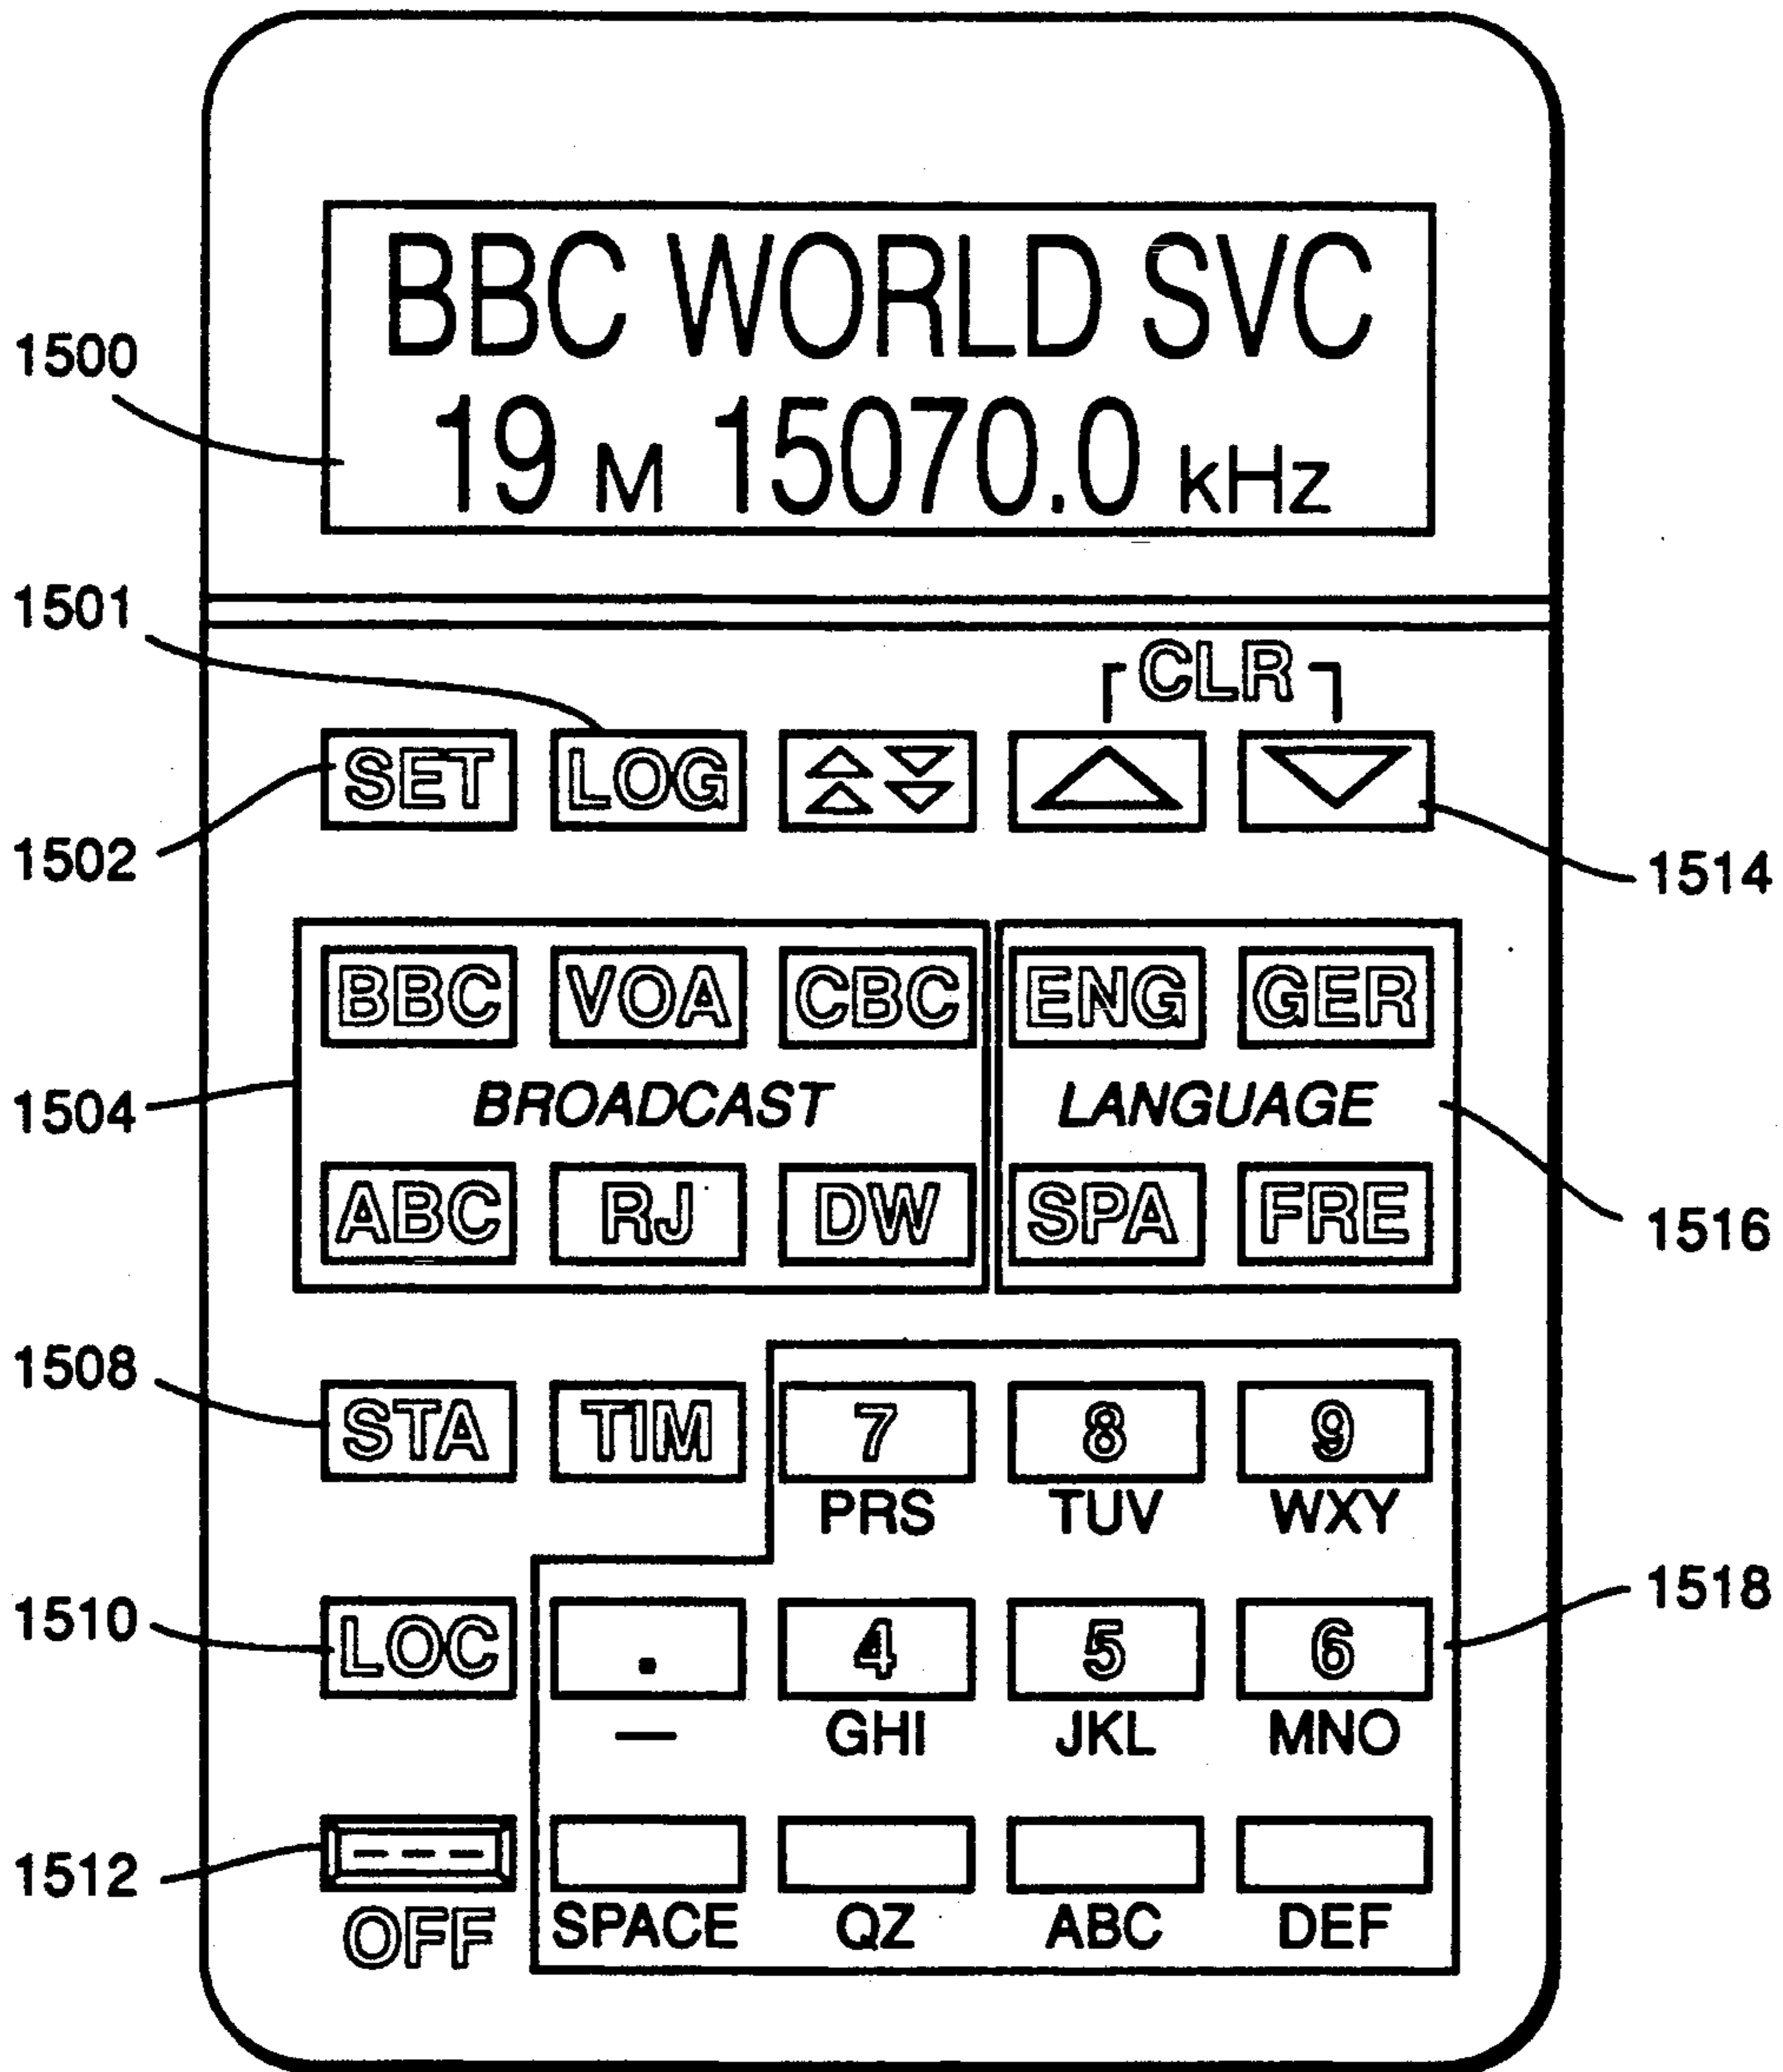 BBC WORLD SVC
1500
19 M 15070.0 kHz
1501
CLR
SET LOG
1502
1514
BBC VOA CBC ENG GER
1504
BROADCAST LANGUAGE
ABC RJ DW SPA FRE
1516
1508
STA TIM 7 8 9
PRS TUV WXY
1518
1510
LOC . 4 5 6
— GHI JKL MNO
1512
---
OFF SPACE QZ ABC DEF